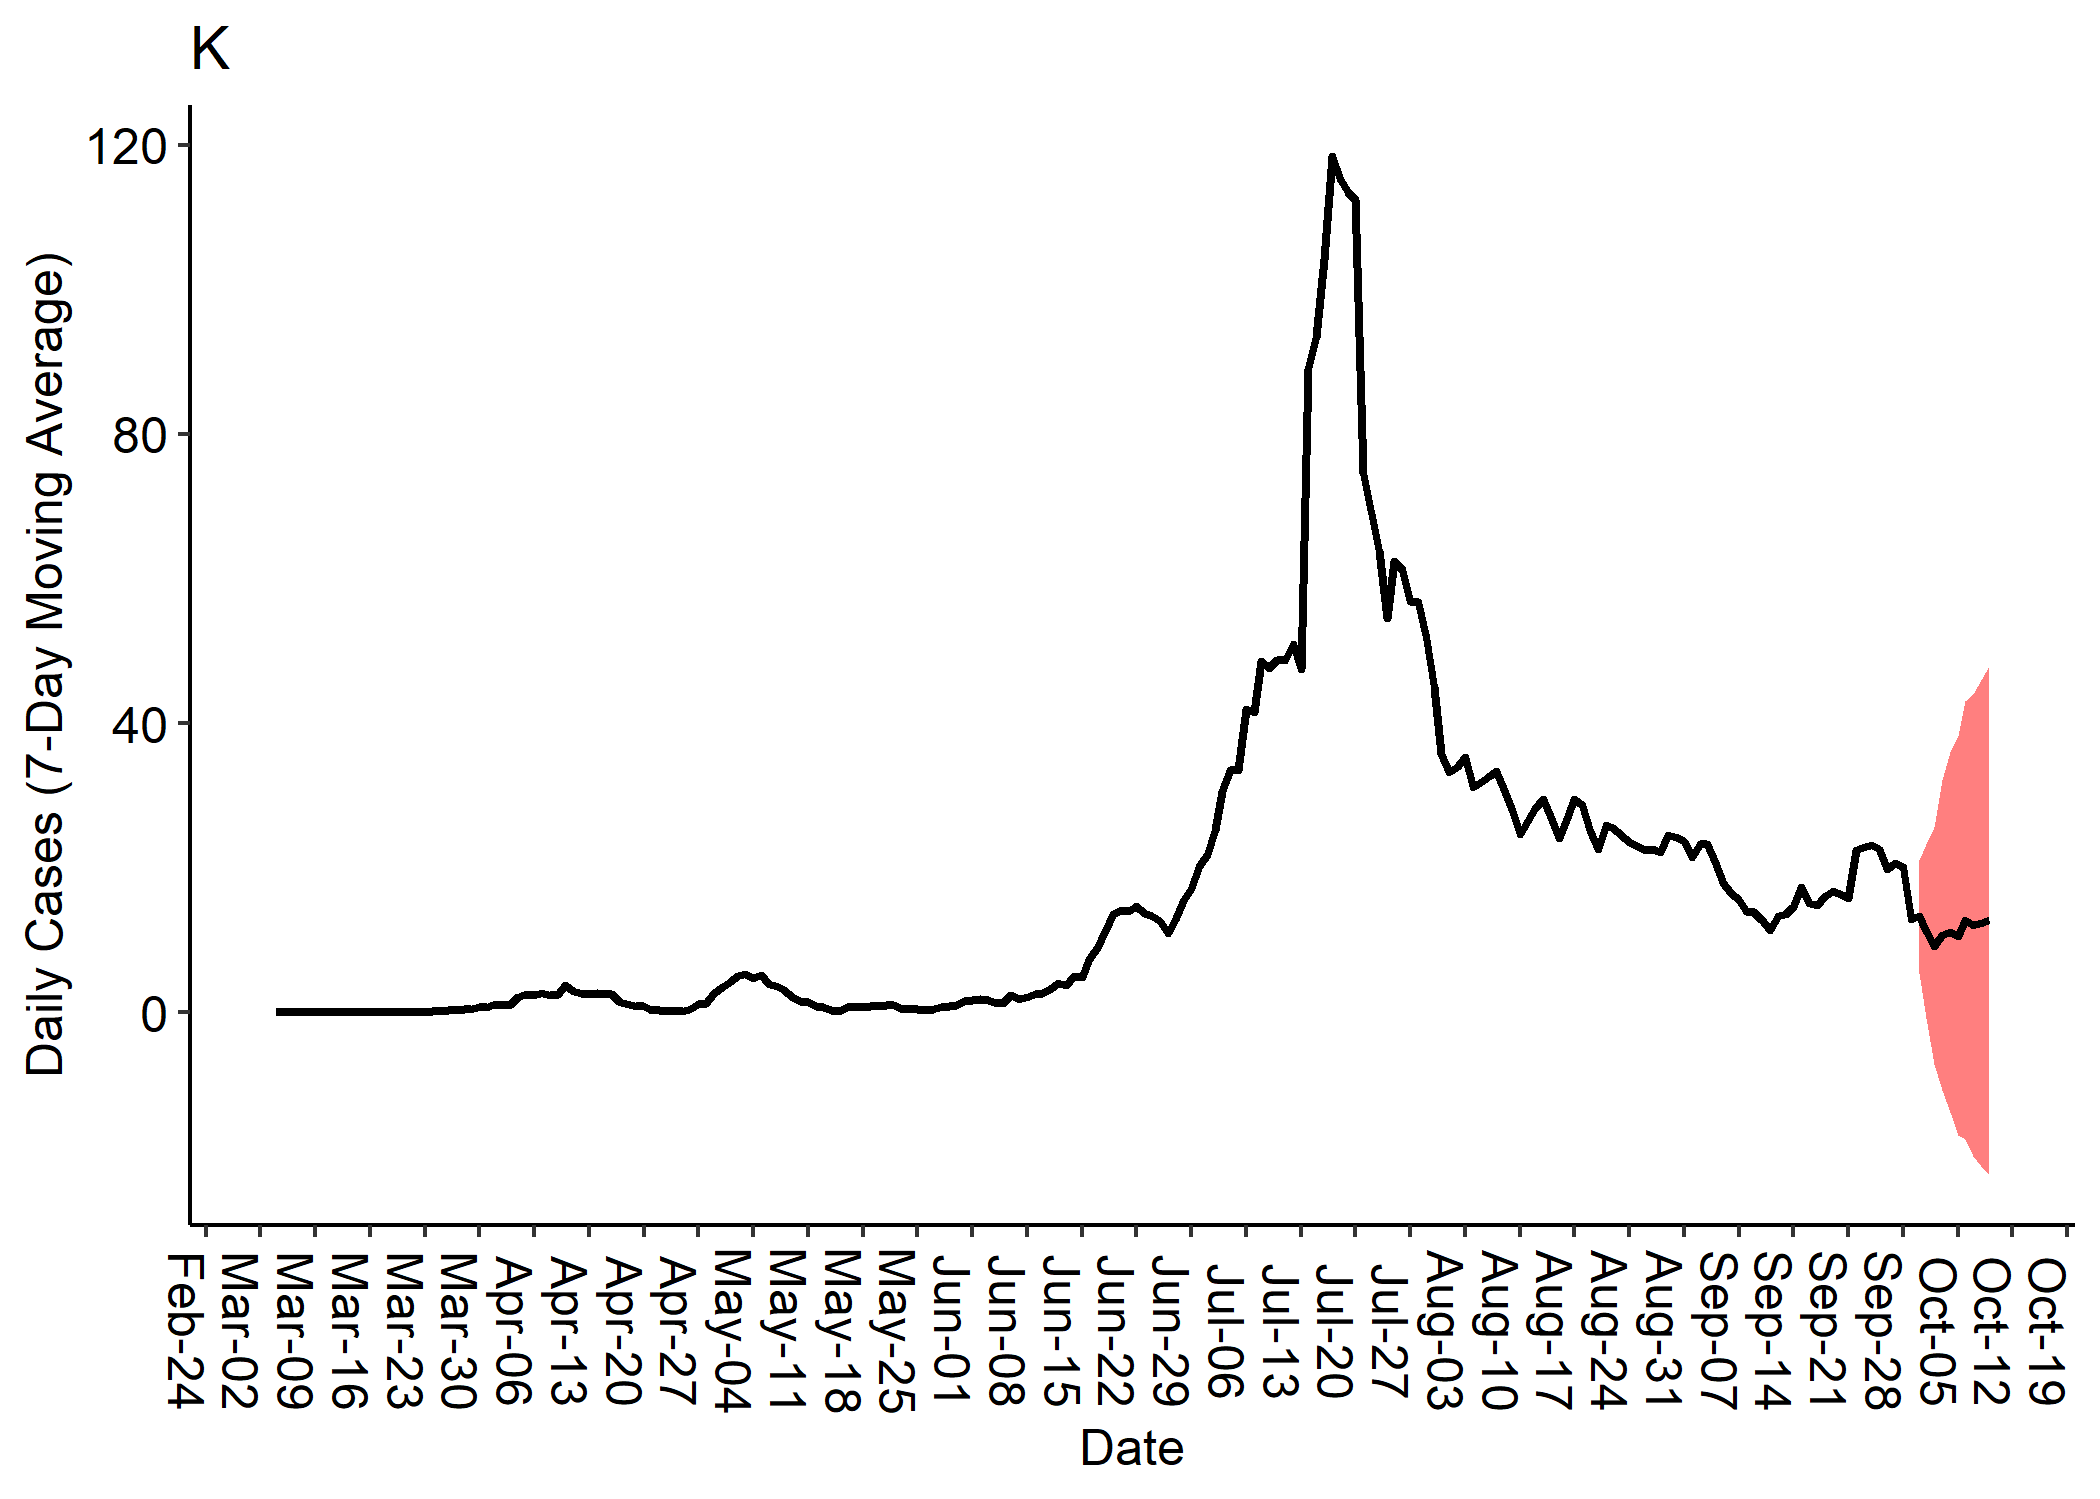 K
Daily Cases (7-Day Moving Average)
120
80
40
0
Feb-24
Mar-02
Mar-09
Mar-16
Mar-23
Mar-30
Apr-06
Apr-13
Apr-20
Apr-27
May-04
May-11
May-18
May-25
Jun-01
Jun-08
Jun-15
Jun-22
Jun-29
Jul-06
Jul-13
Jul-20
Jul-27
Aug-03
Aug-10
Aug-17
Aug-24
Aug-31
Sep-07
Sep-14
Sep-21
Sep-28
Oct-05
Oct-12
Oct-19
Date